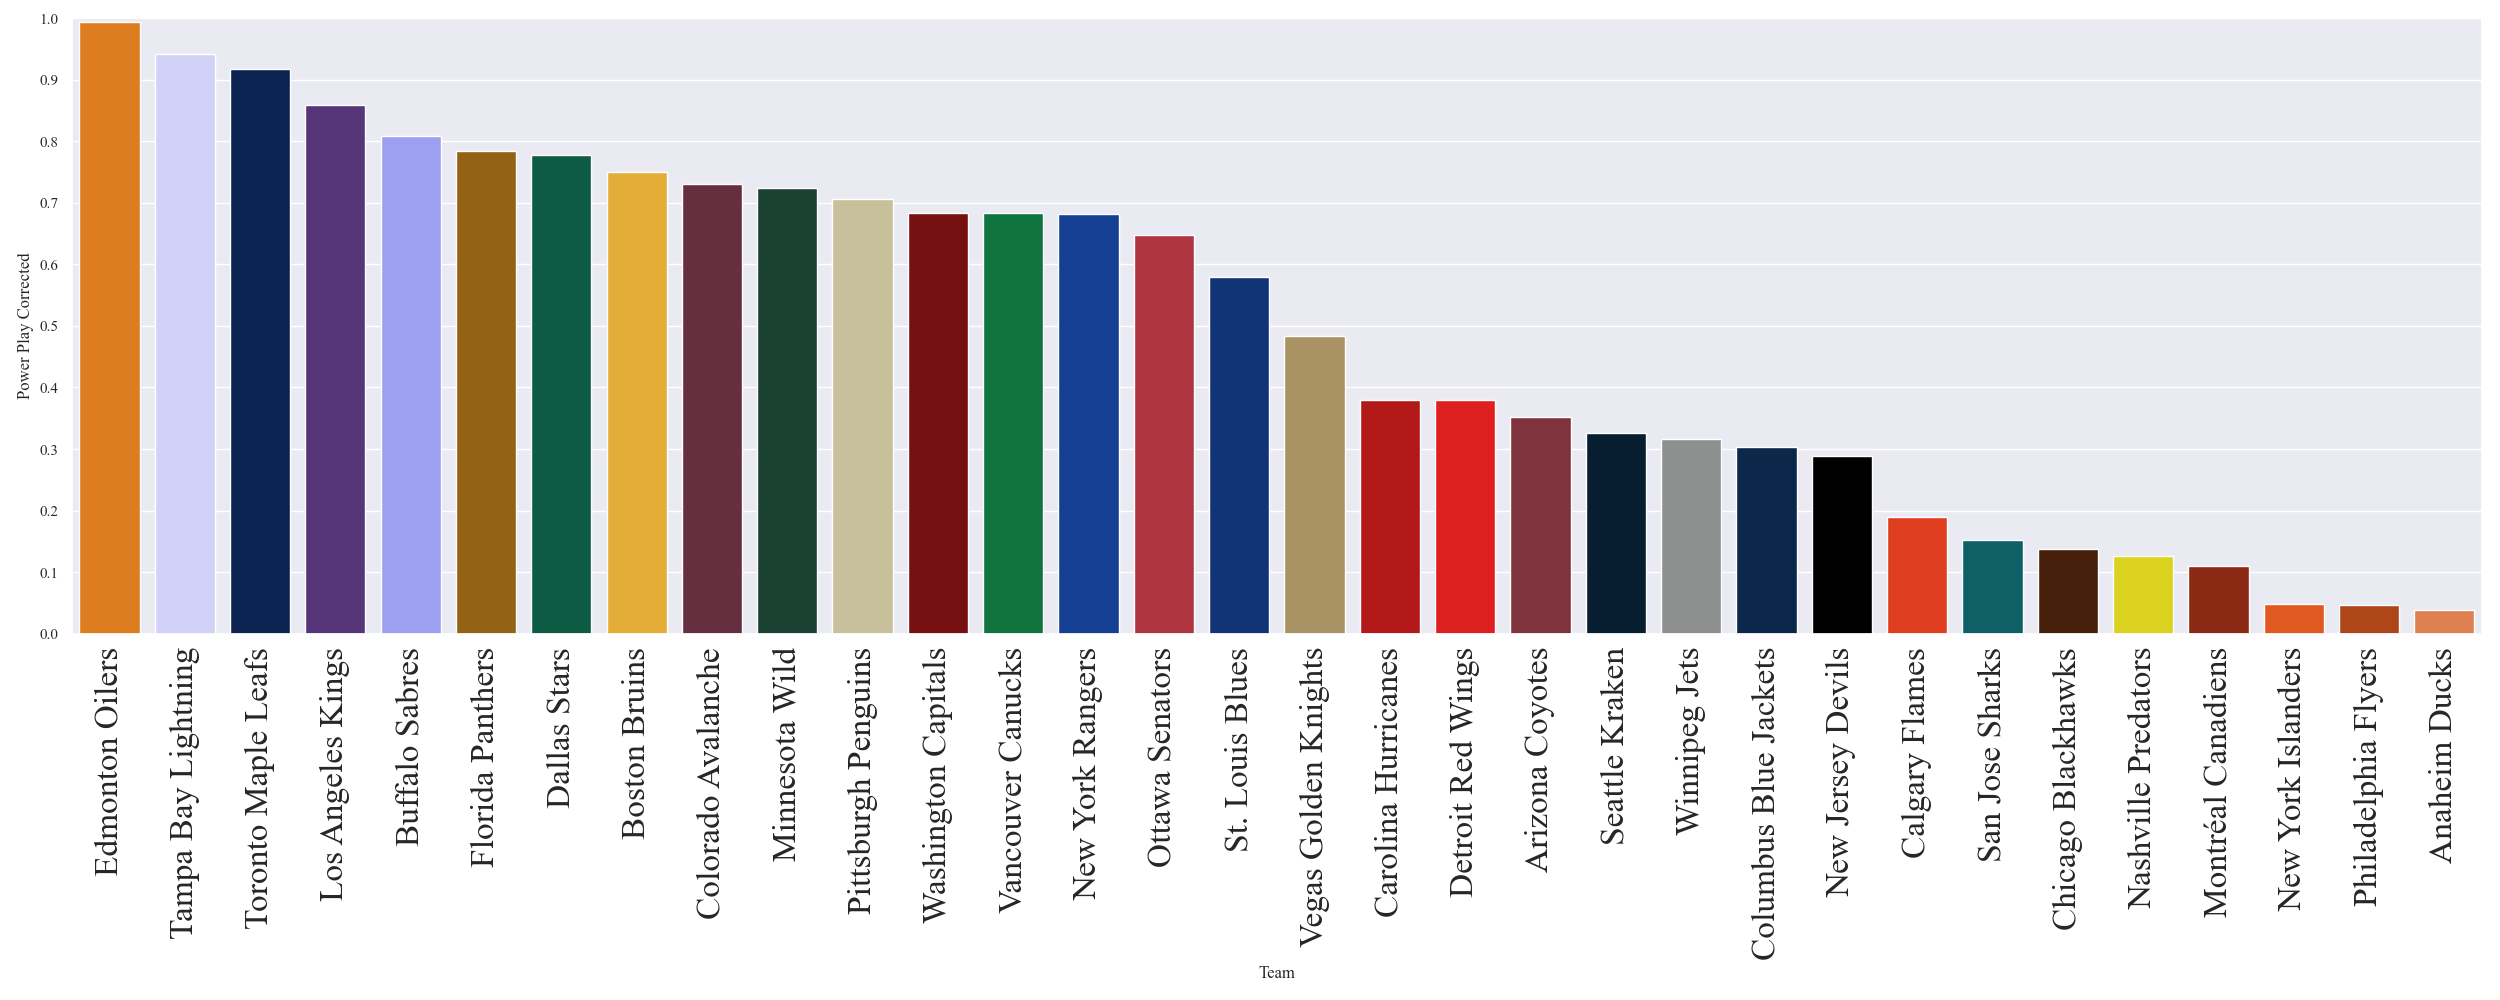 1.0
0.9
0.8
0.7
0.6
0.5
0.4
0.3
0.2
0.1
0.0
Power Play Corrected
Edmonton Oilers
Tampa Bay Lightning
Toronto Maple Leafs
Los Angeles Kings
Buffalo Sabres
Florida Panthers
Dallas Stars
Boston Bruins
Colorado Avalanche
Minnesota Wild
Pittsburgh Penguins
Washington Capitals
Vancouver Canucks
New York Rangers
Ottawa Senators
St. Louis Blues
Vegas Golden Knights
Carolina Hurricanes
Detroit Red Wings
Arizona Coyotes
Seattle Kraken
Winnipeg Jets
Columbus Blue Jackets
New Jersey Devils
Calgary Flames
San Jose Sharks
Chicago Blackhawks
Nashville Predators
Montréal Canadiens
New York Islanders
Philadelphia Flyers
Anaheim Ducks
Team